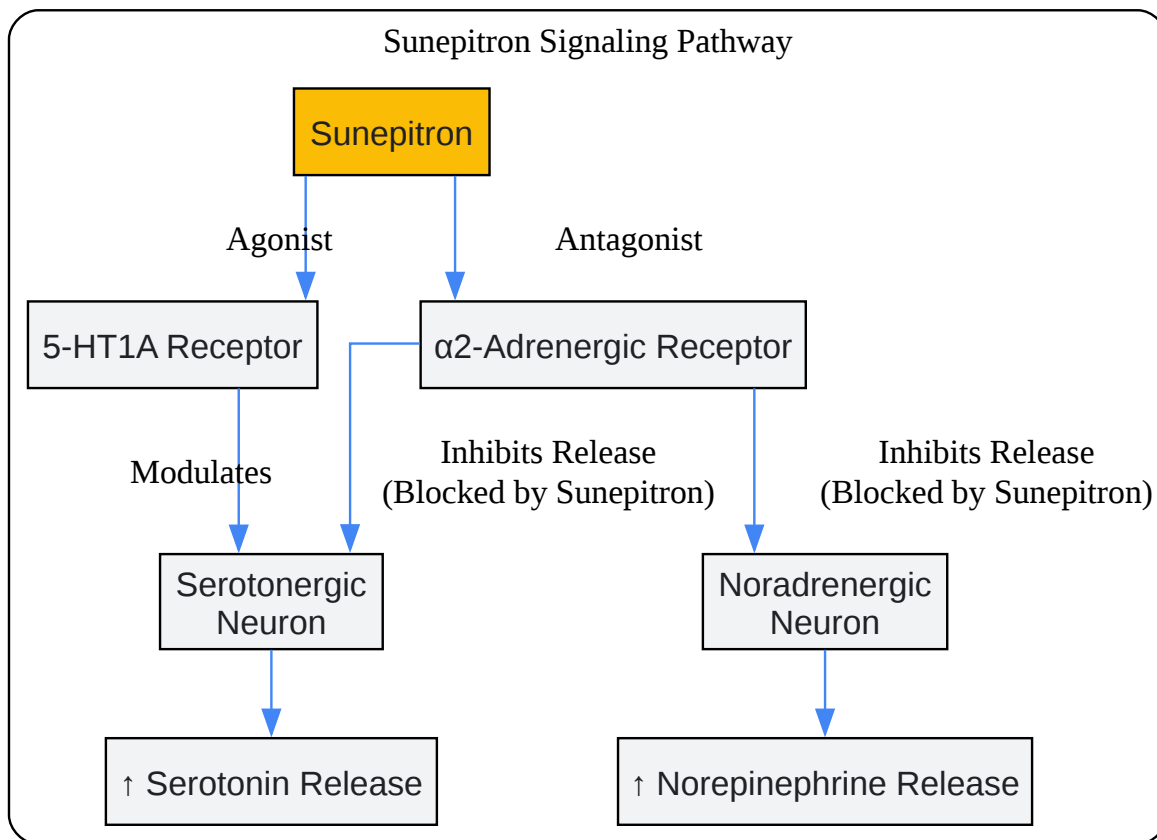 Sunepitron Signaling Pathway
Sunepitron
Agonist
Antagonist
5-HT1A Receptor
α2-Adrenergic Receptor
Modulates
Inhibits Release
(Blocked by Sunepitron)
Inhibits Release
(Blocked by Sunepitron)
Serotonergic
Neuron
Noradrenergic
Neuron
↑ Serotonin Release
↑ Norepinephrine Release